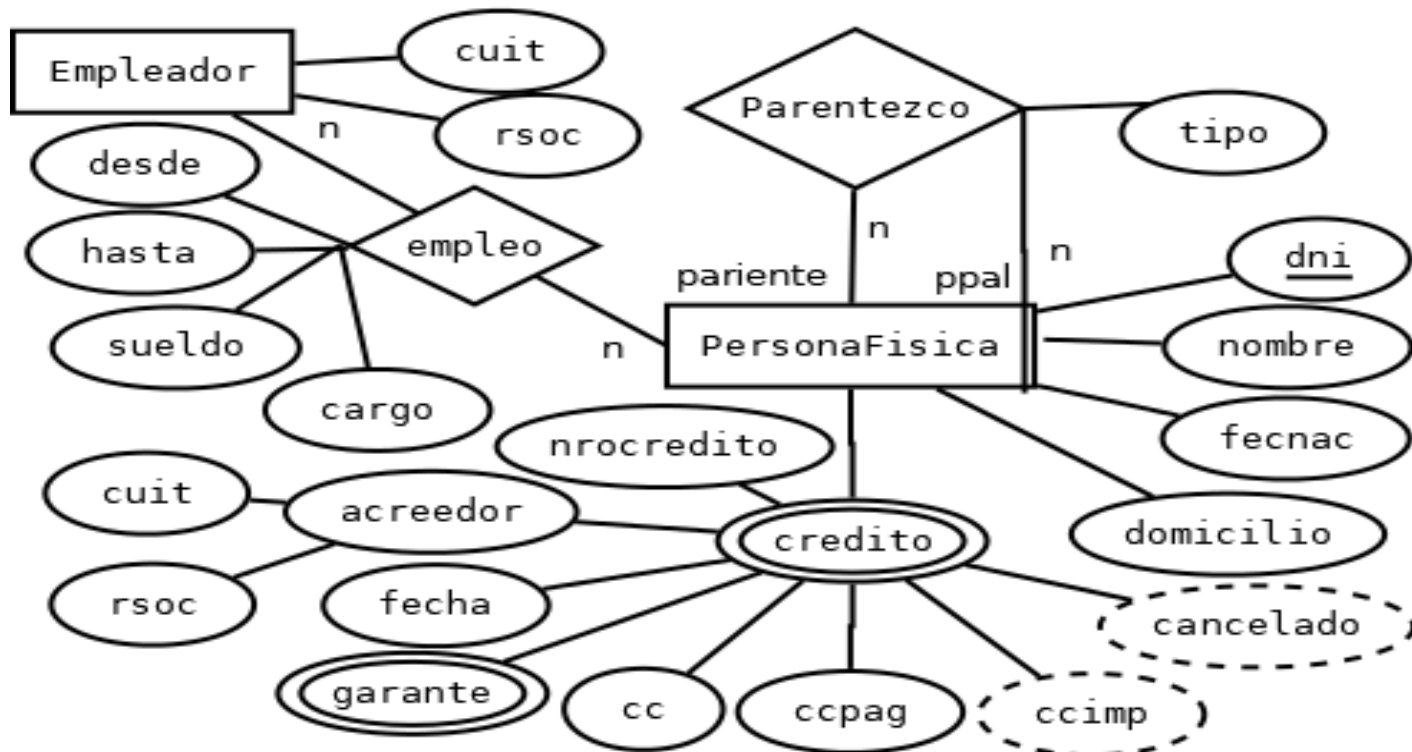 Empleador
cuit
rsoc
n
desde
hasta
sueldo
cargo
empleo
n
Parentezco
tipo
n
n
pariente
ppal
PersonaFisica
dni
nombre
fecnac
domicilio
nrocredito
cuit
acreedor
rsoc
credito
fecha
garante
cc
ccpag
ccimp
cancelado